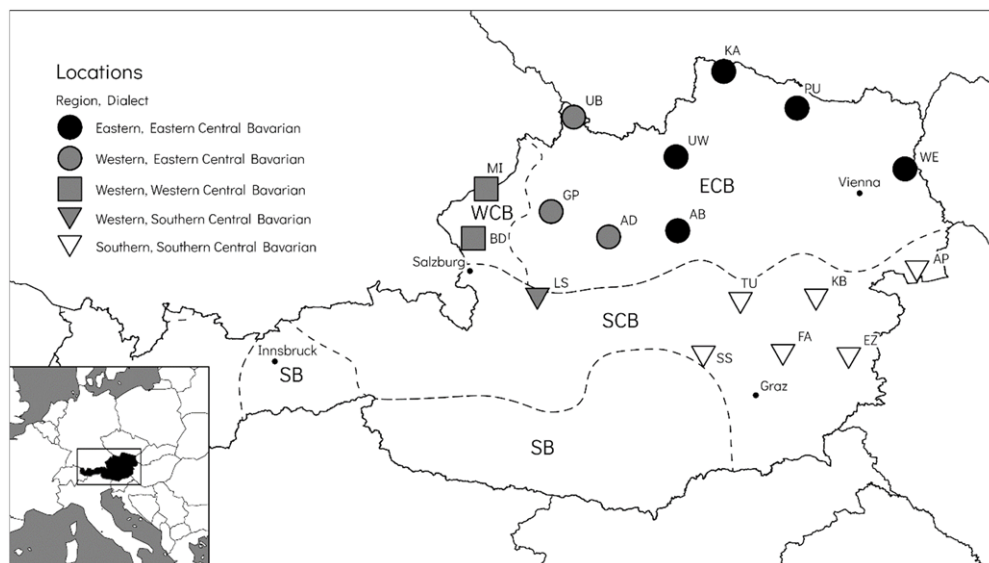 Locations
Region, Dialect
Eastern, Eastern Central Bavarian
Western, Eastern Central Bavarian
Western, Western Central Bavarian
Western, Southern Central Bavarian
Southern, Southern Central Bavarian
KA
PU
UB
UW
WE
ECB
Vienna
MI
WCB
GP
AD
AB
BD
Salzburg
LS
AP
TU
KB
SCB
Innsbruck
SB
SS
FA
EZ
Graz
SB